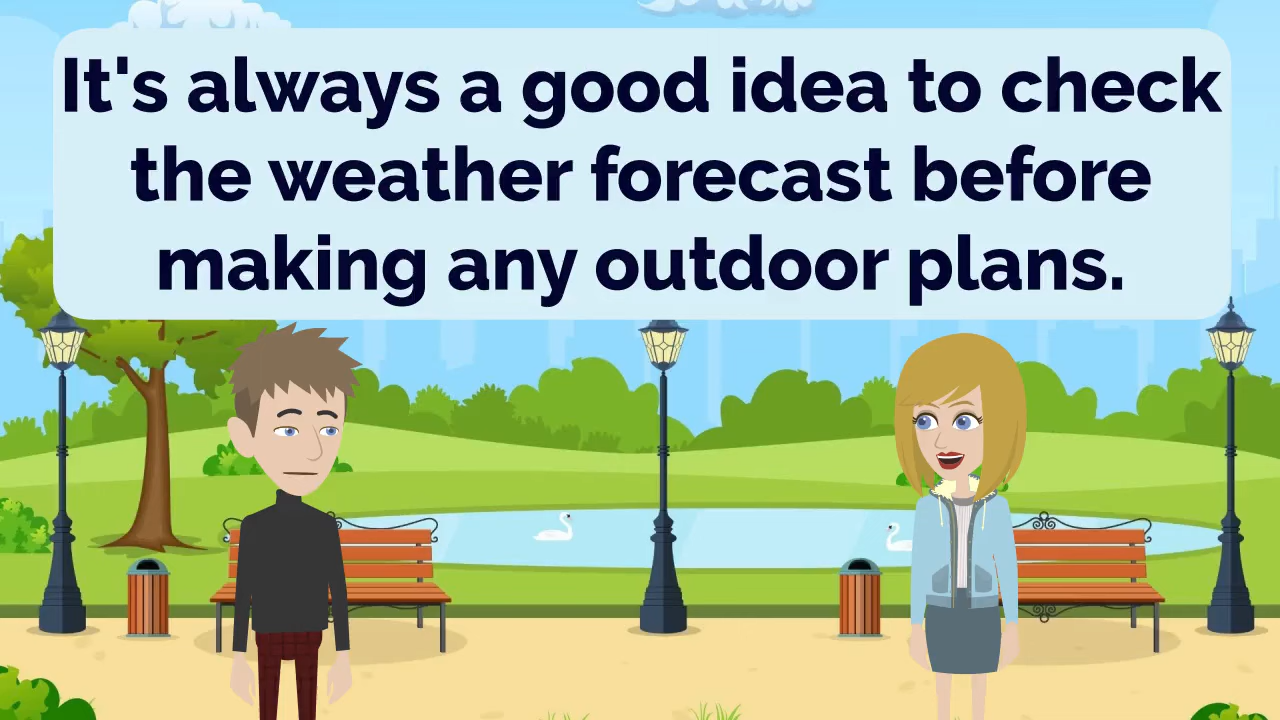 It's always a good idea to check
the weather forecast before
making any outdoor plans.